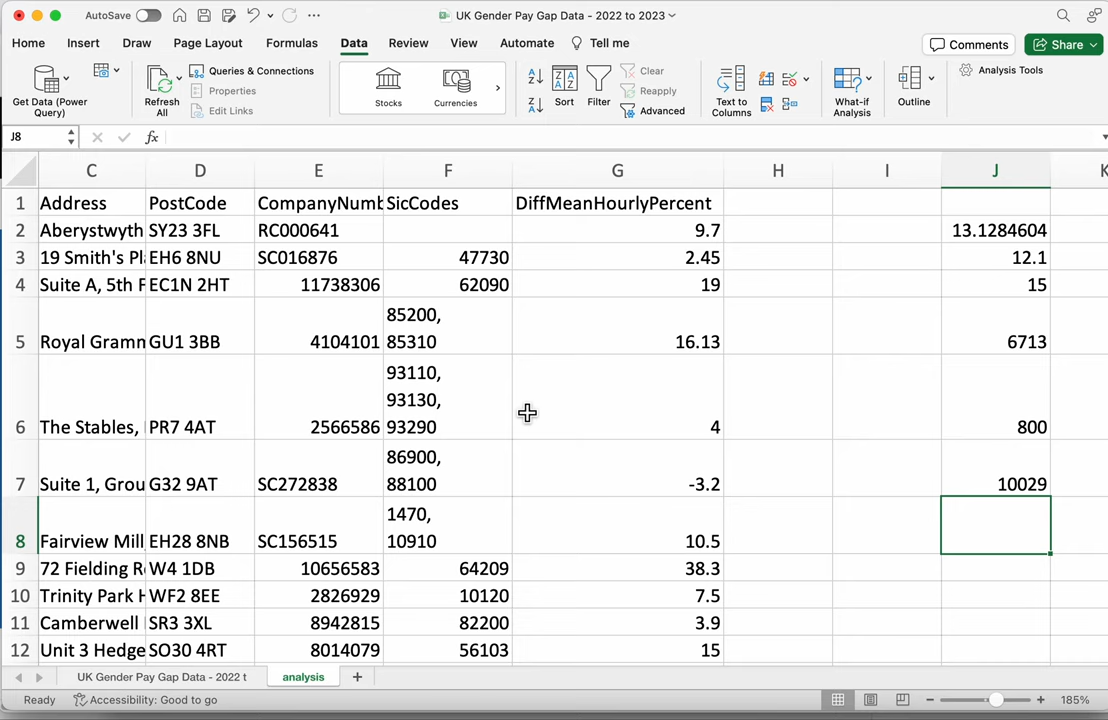 AutoSave
UK Gender Pay Gap Data - 2022 to 2023
Home Insert Draw Page Layout Formulas Data Review View Automate Tell me Comments Share
Get Data (Power Query)
Refresh All
Queries & Connections
Properties
Edit Links
Stocks
Currencies
Sort
Filter
Clear
Reapply
Advanced
Text to Columns
What-if Analysis
Outline
Analysis Tools
J8 fx
C D E F G H I J K
1 Address PostCode CompanyNumb SicCodes DiffMeanHourlyPercent
2 Aberystwyth SY23 3FL RC000641 9.7 13.1284604
3 19 Smith's Pl EH6 8NU SC016876 47730 2.45 12.1
4 Suite A, 5th F EC1N 2HT 11738306 62090 19 15
85200,
5 Royal Gramm GU1 3BB 4104101 85310 16.13 6713
93110,
93130,
6 The Stables, PR7 4AT 2566586 93290 4 800
86900,
7 Suite 1, Grou G32 9AT SC272838 88100 -3.2 10029
1470,
8 Fairview Mill EH28 8NB SC156515 10910 10.5
9 72 Fielding R W4 1DB 10656583 64209 38.3
10 Trinity Park H WF2 8EE 2826929 10120 7.5
11 Camberwell SR3 3XL 8942815 82200 3.9
12 Unit 3 Hedge SO30 4RT 8014079 56103 15
UK Gender Pay Gap Data - 2022 t analysis +
Ready Accessibility: Good to go 185%